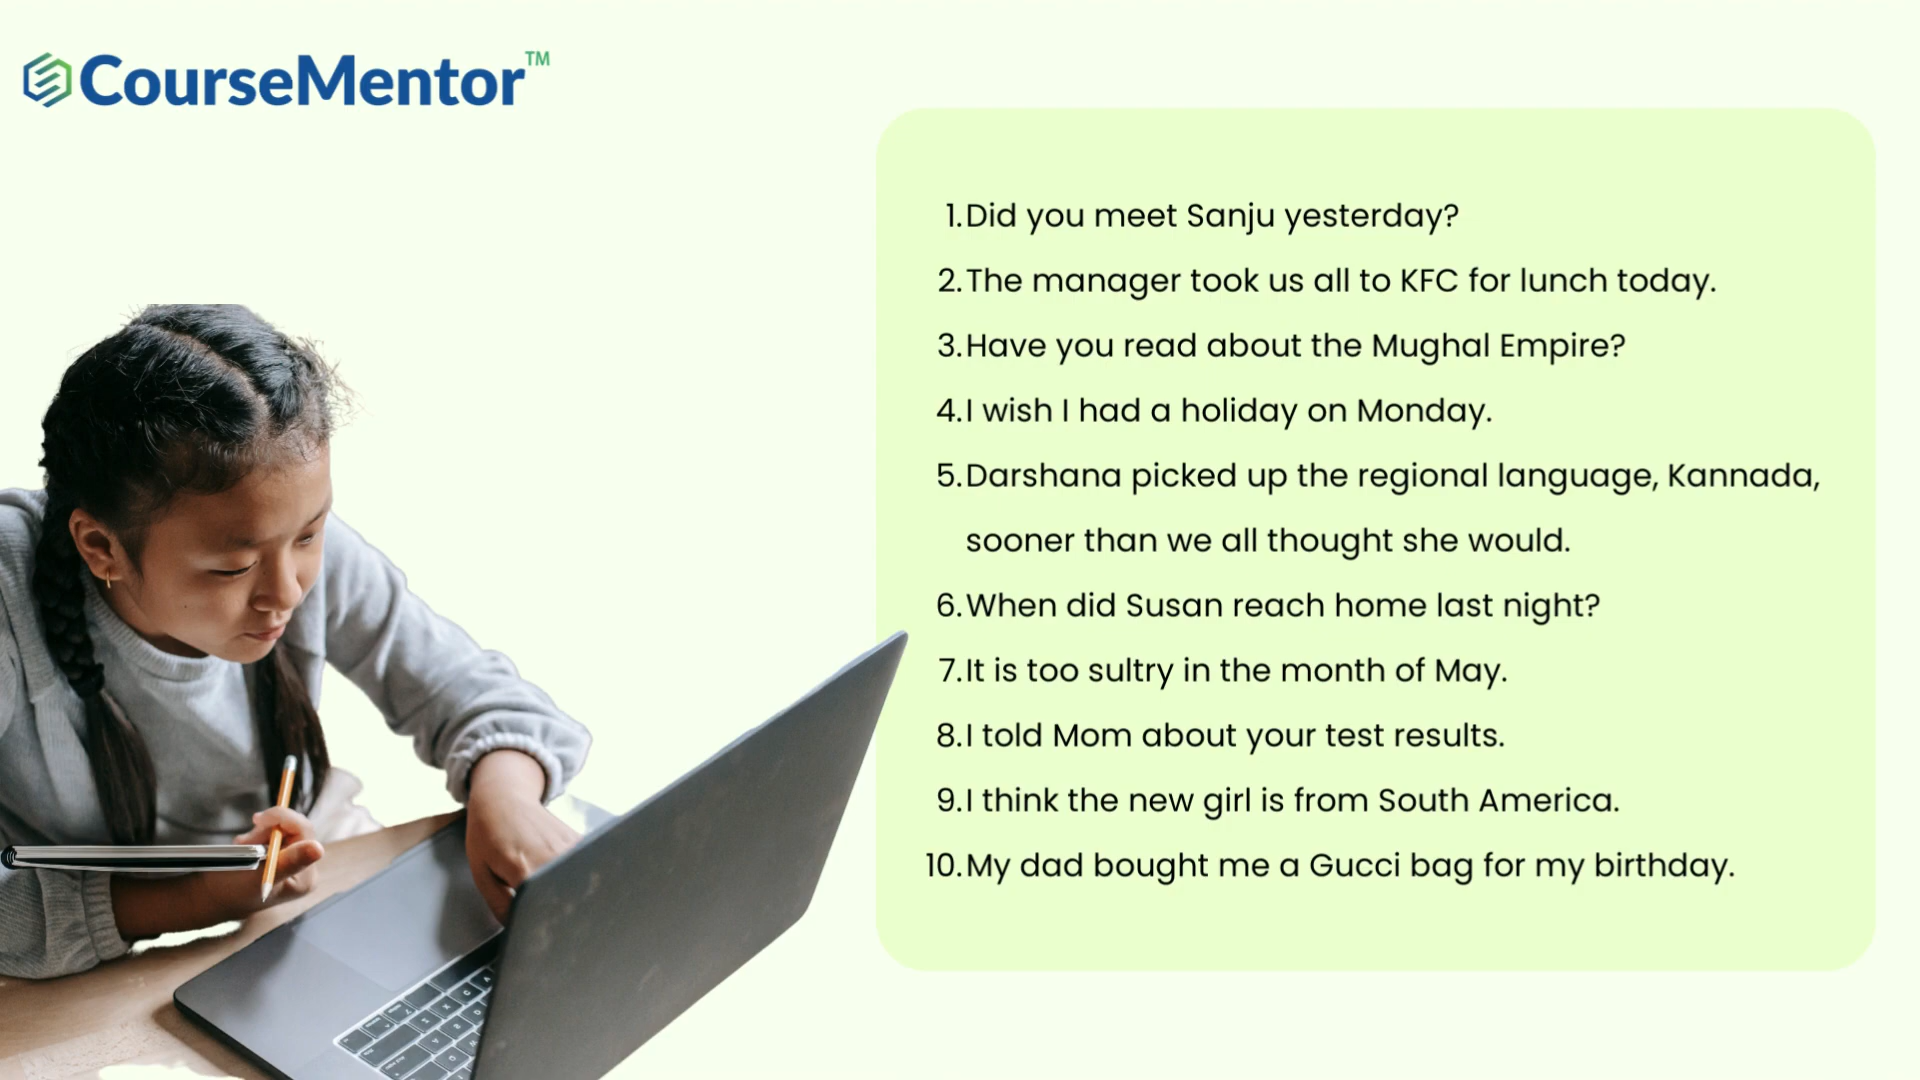 CourseMentor™
1. Did you meet Sanju yesterday?
2. The manager took us all to KFC for lunch today.
3. Have you read about the Mughal Empire?
4. I wish I had a holiday on Monday.
5. Darshana picked up the regional language, Kannada,
sooner than we all thought she would.
6. When did Susan reach home last night?
7. It is too sultry in the month of May.
8. I told Mom about your test results.
9. I think the new girl is from South America.
10. My dad bought me a Gucci bag for my birthday.